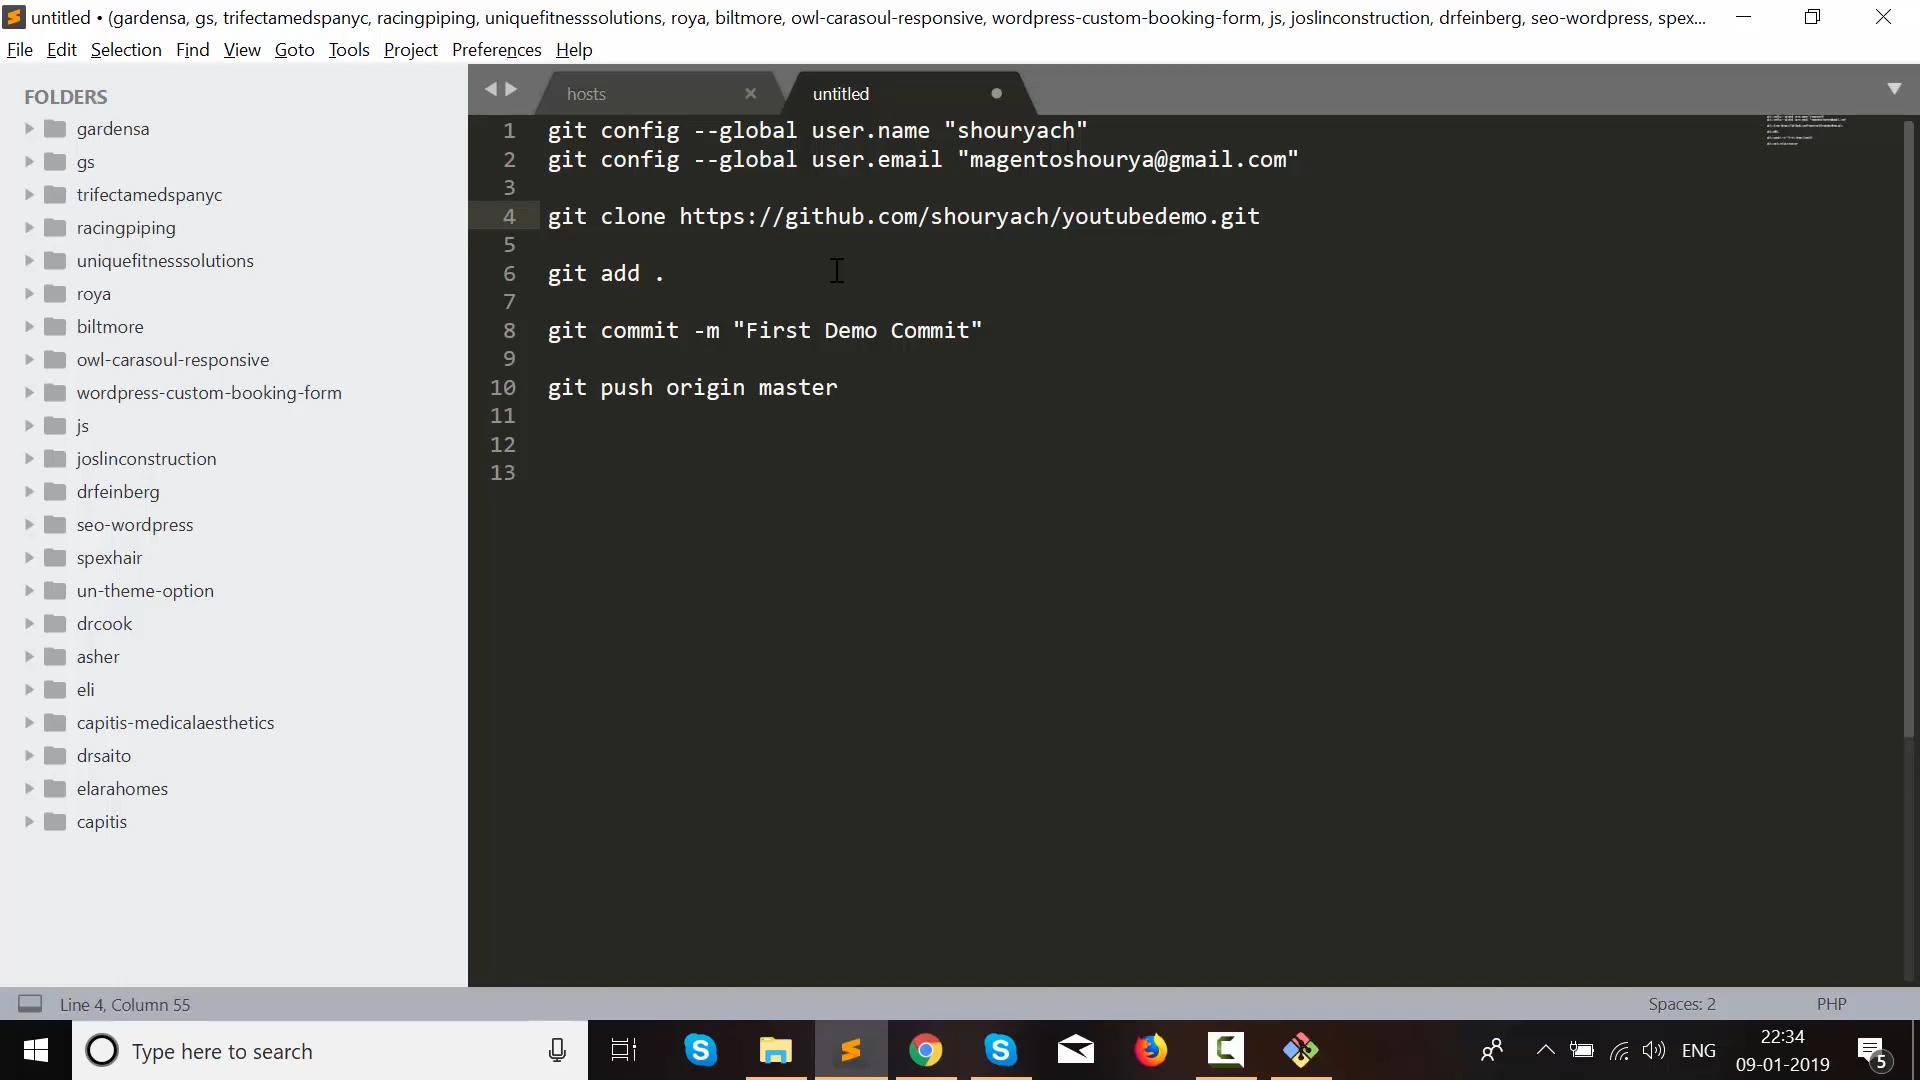 untitled • (gardensa, gs, trifectamedspanyc, racingpiping, uniquefitnesssolutions, roya, biltmore, owl-carasoul-responsive, wordpress-custom-booking-form, js, joslinconstruction, drfeinberg, seo-wordpress, spex...
File Edit Selection Find View Goto Tools Project Preferences Help
FOLDERS
gardensa
gs
trifectamedspanyc
racingpiping
uniquefitnesssolutions
roya
biltmore
owl-carasoul-responsive
wordpress-custom-booking-form
js
joslinconstruction
drfeinberg
seo-wordpress
spexhair
un-theme-option
drcook
asher
eli
capitis-medicalaesthetics
drsaito
elarahomes
capitis
hosts untitled
1 git config --global user.name "shouryach"
2 git config --global user.email "magentoshourya@gmail.com"
3
4 git clone https://github.com/shouryach/youtubedemo.git
5
6 git add .
7
8 git commit -m "First Demo Commit"
9
10 git push origin master
11
12
13
Line 4, Column 55 Spaces: 2 PHP
Type here to search
ENG
22:34
09-01-2019
5